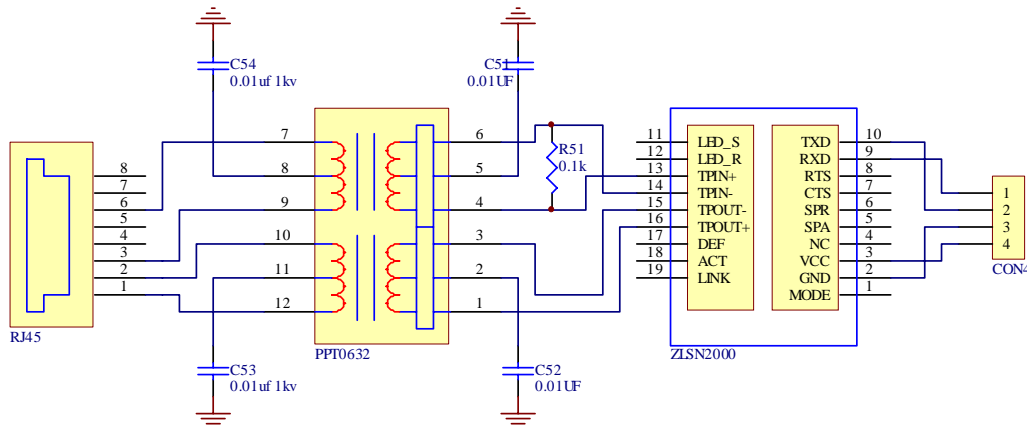 C54
0.01uf 1kv
C51
0.01UF
8
7
6
5
4
3
2
1
RJ45
7
8
9
10
11
12
6
5
4
3
2
1
PPT0632
R51
0.1k
11 LED_S
12 LED_R
13 TPIN+
14 TPIN-
15 TPOUT-
16 TPOUT+
17 DEF
18 ACT
19 LINK
TXD 10
RXD 9
RTS 8
CTS 7
SPR 6
SPA 5
NC 4
VCC 3
GND 2
MODE 1
ZLSN2000
1
2
3
4
CON4
C53
0.01uf 1kv
C52
0.01UF